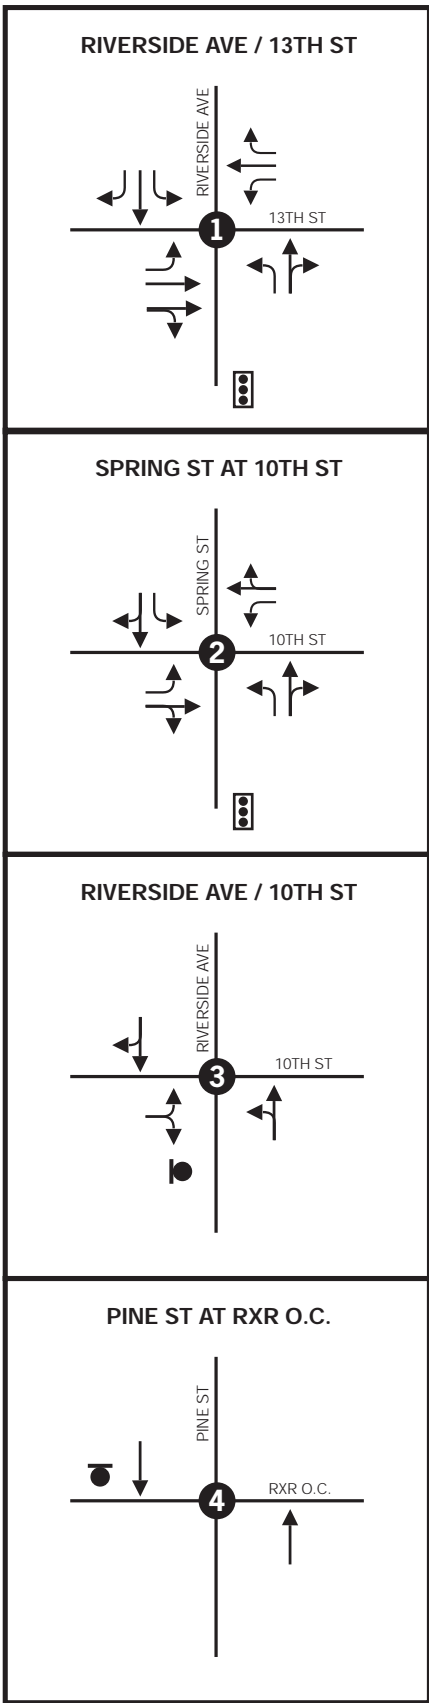 RIVERSIDE AVE / 13TH ST
RIVERSIDE AVE
13TH ST
1
SPRING ST AT 10TH ST
SPRING ST
10TH ST
2
RIVERSIDE AVE / 10TH ST
RIVERSIDE AVE
10TH ST
3
PINE ST AT RXR O.C.
PINE ST
RXR O.C.
4